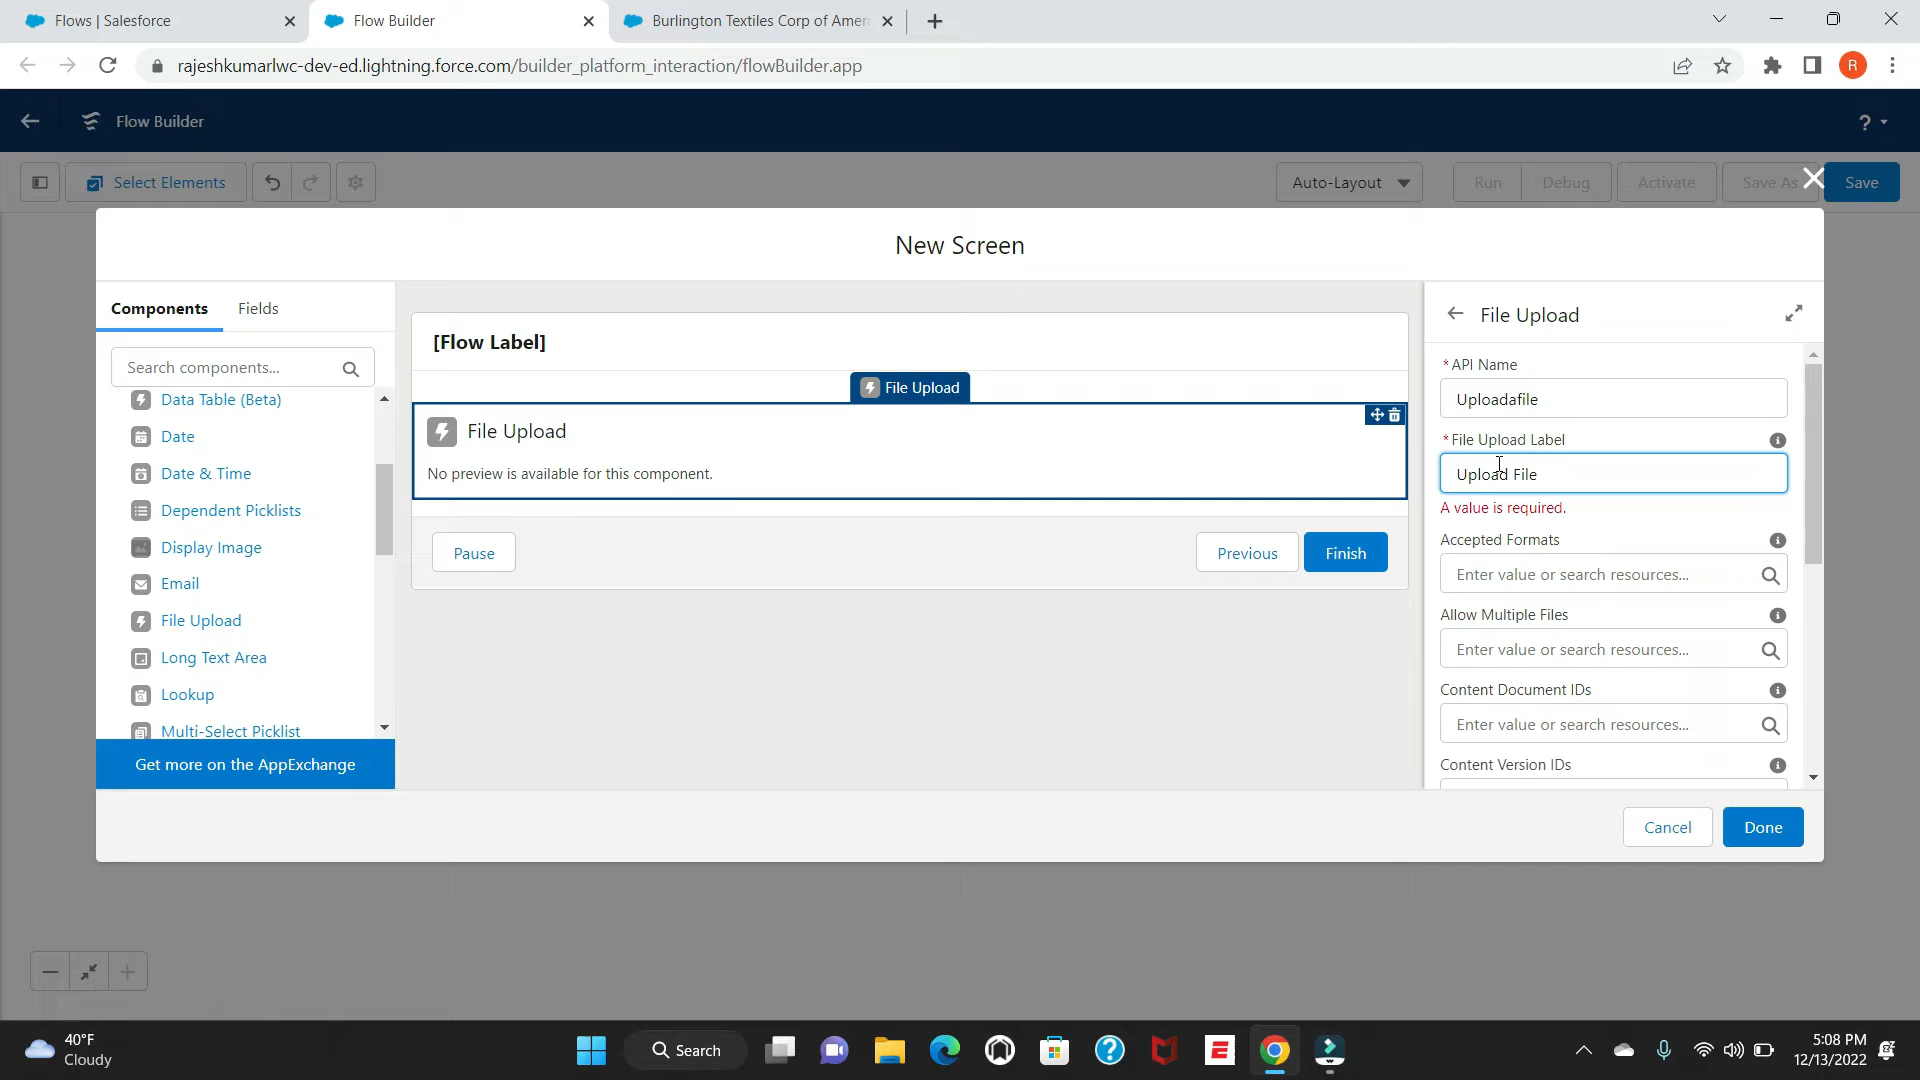 Flows | Salesforce
Flow Builder
Burlington Textiles Corp of Ameri
rajeshkumarlwc-dev-ed.lightning.force.com/builder_platform_interaction/flowBuilder.app
R
Flow Builder
?
Select Elements
Auto-Layout
Run
Debug
Activate
Save As
Save
New Screen
Components
Fields
Search components...
Data Table (Beta)
Date
Date & Time
Dependent Picklists
Display Image
Email
File Upload
Long Text Area
Lookup
Multi-Select Picklist
Get more on the AppExchange
[Flow Label]
File Upload
File Upload
No preview is available for this component.
Pause
Previous
Finish
File Upload
* API Name
Uploadafile
* File Upload Label
Upload File
A value is required.
Accepted Formats
Enter value or search resources...
Allow Multiple Files
Enter value or search resources...
Content Document IDs
Enter value or search resources...
Content Version IDs
Cancel
Done
40°F
Cloudy
Search
5:08 PM
12/13/2022